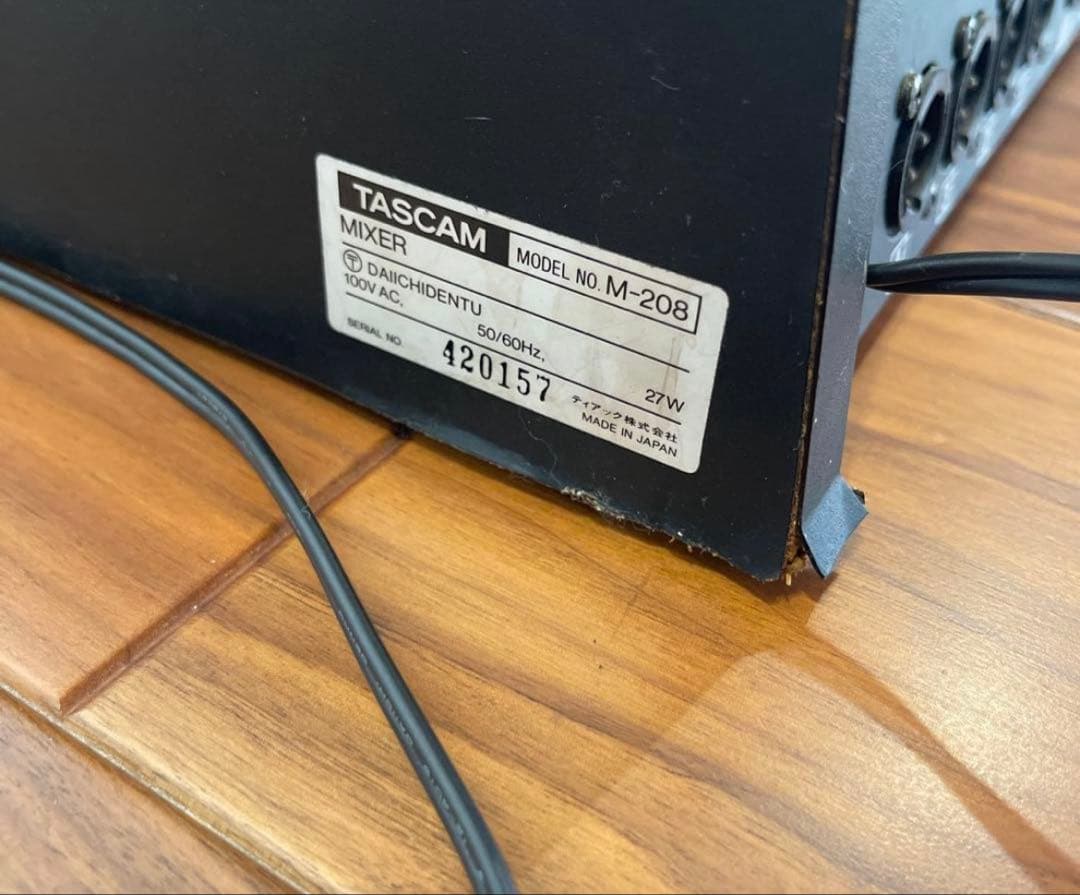 TASCAM MODEL NO. M-208
MIXER
〒 DAIICHIDENTU
100V AC, 50/60Hz, 27W
SERIAL NO 420157
ティアック株式会社
MADE IN JAPAN